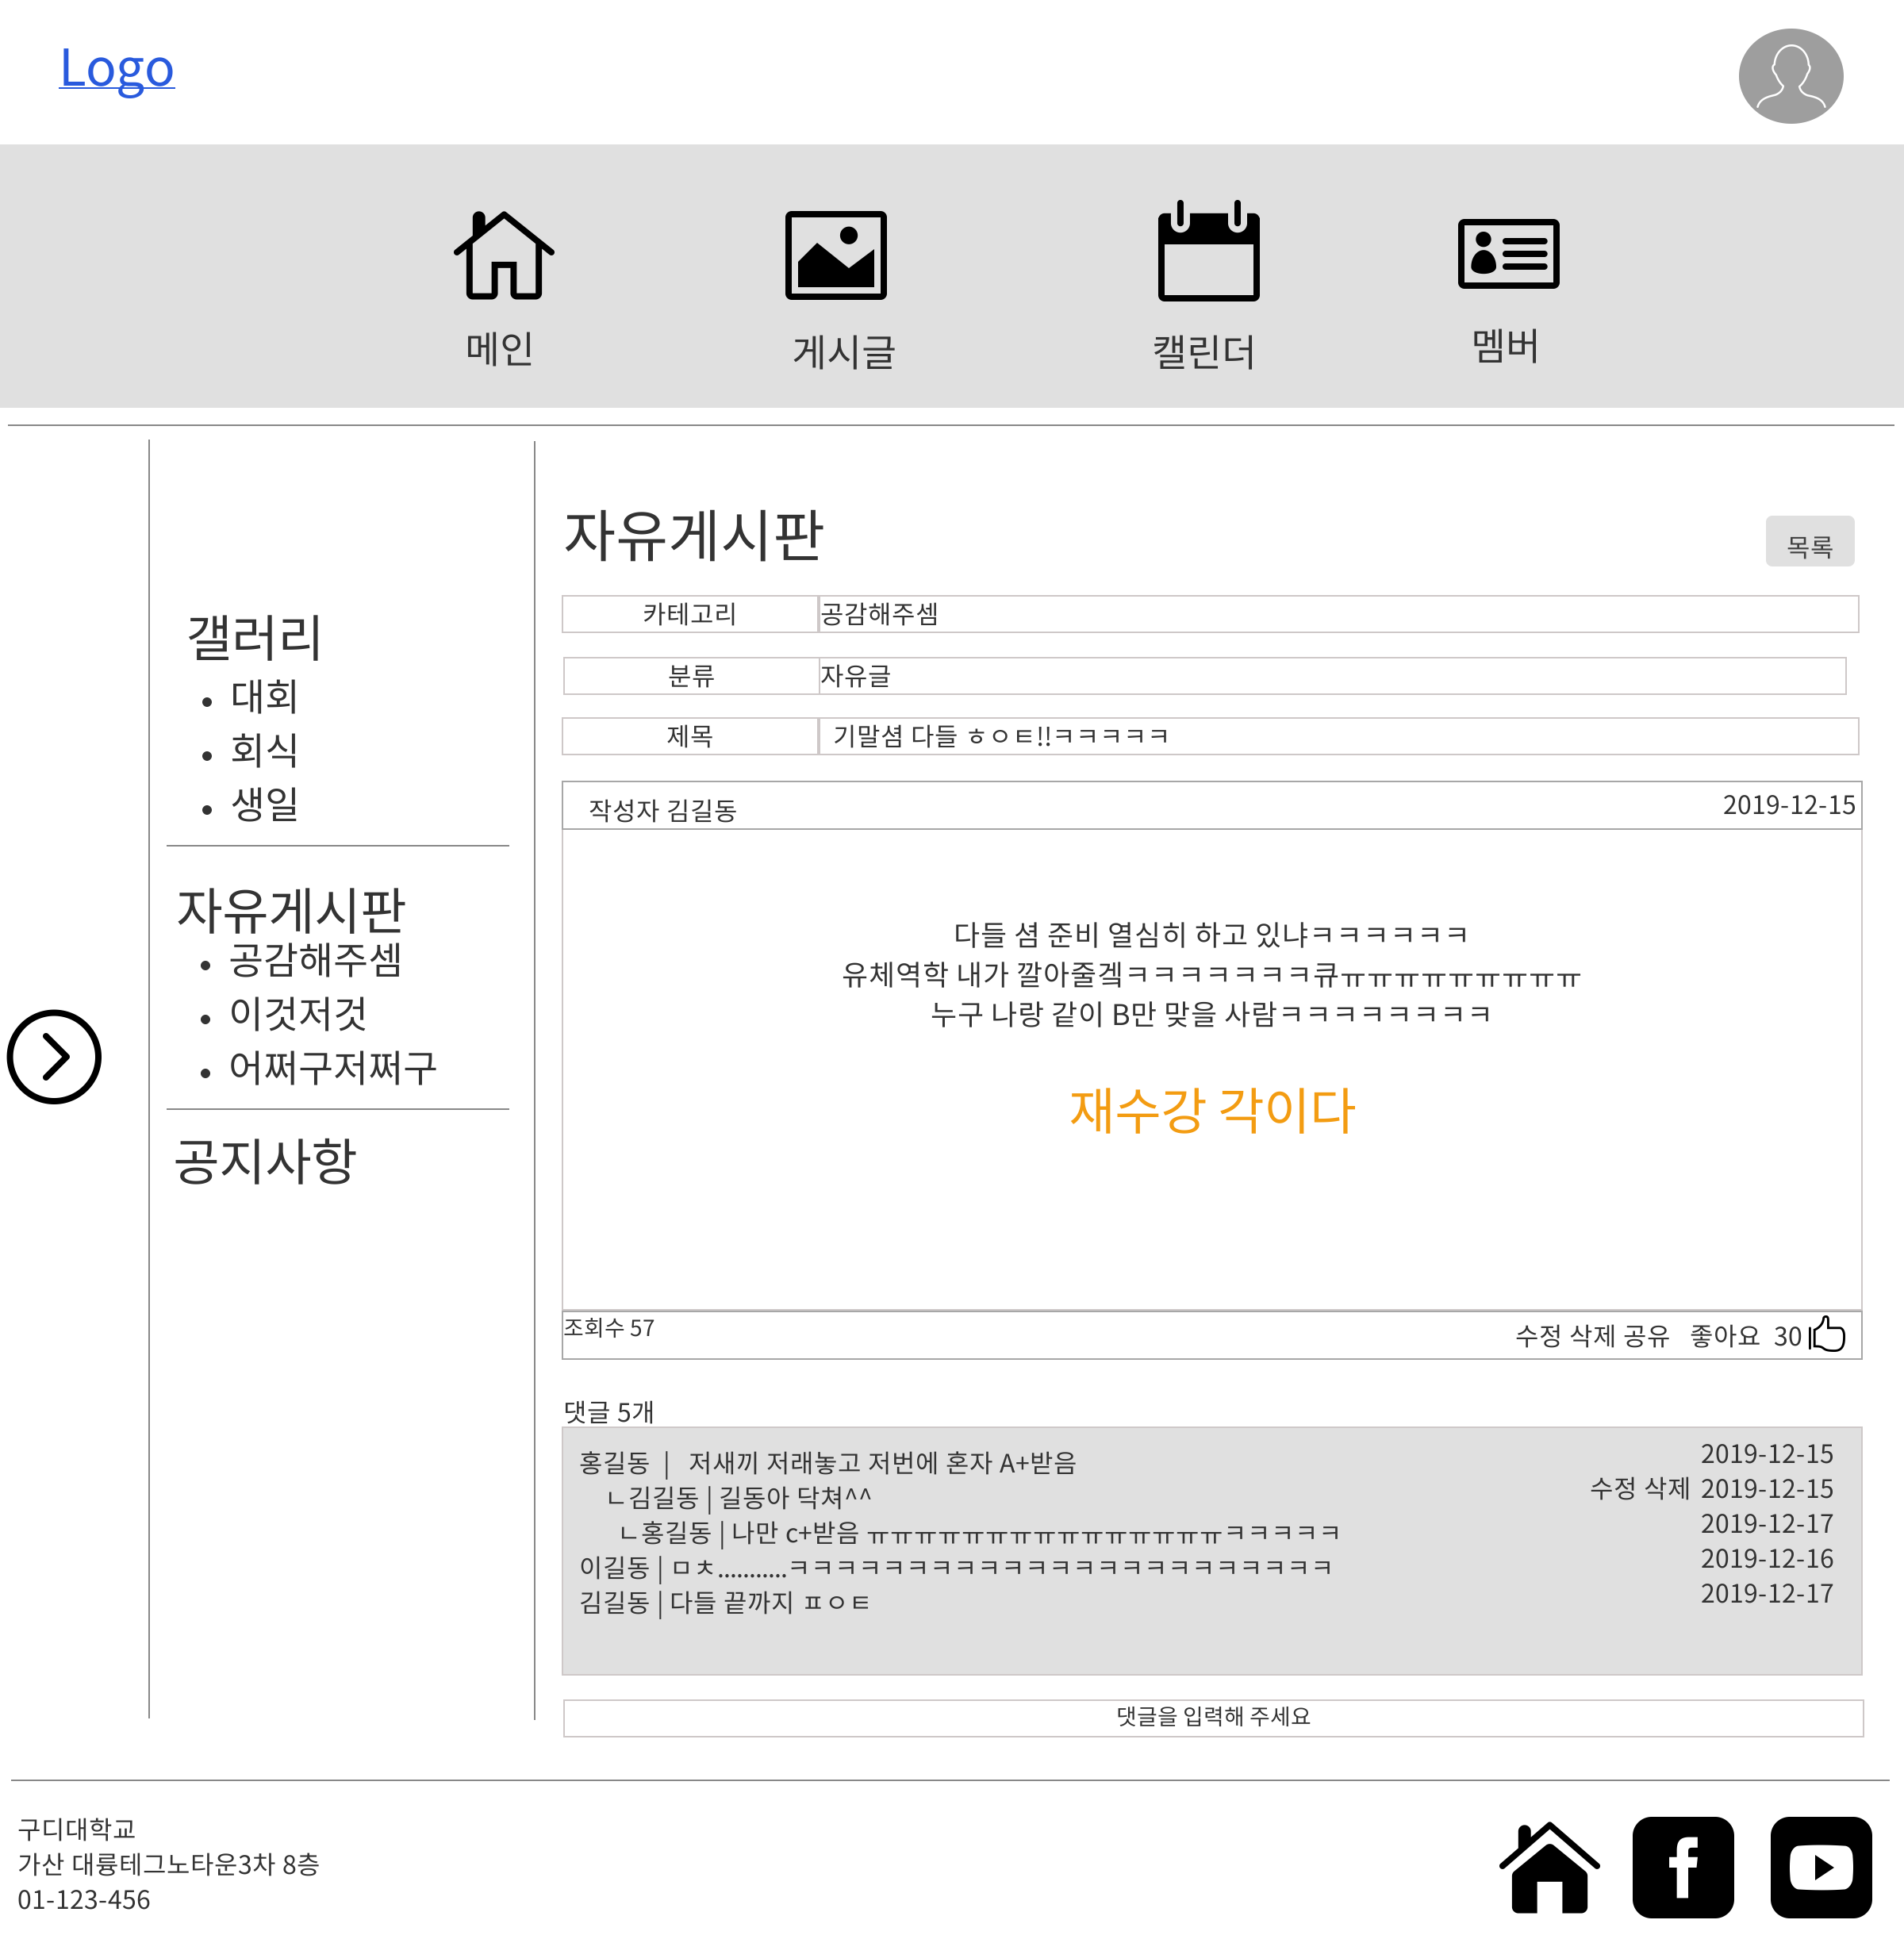 Logo
메인
게시글
캘린더
멤버
갤러리
대회
회식
생일
자유게시판
공감해주셈
이것저것
어쩌구저쩌구
공지사항
자유게시판
목록
카테고리 공감해주셈
분류 자유글
제목 기말셤 다들 ㅎㅇㅌ!!ㅋㅋㅋㅋㅋ
작성자 김길동 2019-12-15
다들 셤 준비 열심히 하고 있냐ㅋㅋㅋㅋㅋㅋ
유체역학 내가 깔아줄겤ㅋㅋㅋㅋㅋㅋㅋ큐ㅠㅠㅠㅠㅠㅠㅠㅠㅠ
누구 나랑 같이 B만 맞을 사람ㅋㅋㅋㅋㅋㅋㅋㅋ
재수강 각이다
조회수 57 수정 삭제 공유 좋아요 30
댓글 5개
홍길동 | 저새끼 저래놓고 저번에 혼자 A+받음 2019-12-15
ㄴ김길동 | 길동아 닥쳐^^ 수정 삭제 2019-12-15
ㄴ홍길동 | 나만 c+받음 ㅠㅠㅠㅠㅠㅠㅠㅠㅠㅠㅠㅠㅠㅠㅠㅋㅋㅋㅋㅋ 2019-12-17
이길동 | ㅁㅊ...........ㅋㅋㅋㅋㅋㅋㅋㅋㅋㅋㅋㅋㅋㅋㅋㅋㅋㅋㅋㅋㅋㅋㅋ 2019-12-16
김길동 | 다들 끝까지 ㅍㅇㅌ 2019-12-17
댓글을 입력해 주세요
구디대학교
가산 대륭테그노타운3차 8층
01-123-456